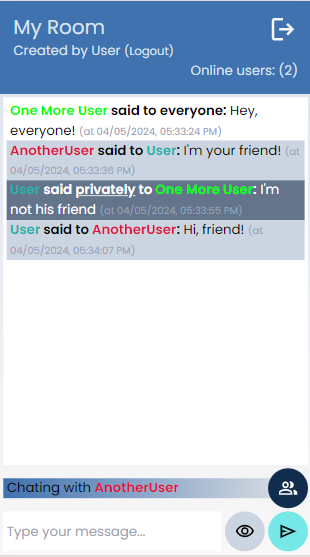 My Room
Created by User (Logout)
Online users: (2)
One More User said to everyone: Hey,
everyone! (at 04/05/2024, 05:33:24 PM)
AnotherUser said to User: I'm your friend! (at
04/05/2024, 05:33:36 PM)
User said privately to One More User: I'm
not his friend (at 04/05/2024, 05:33:55 PM)
User said to AnotherUser: Hi, friend! (at
04/05/2024, 05:34:07 PM)
Chating with AnotherUser
Type your message...